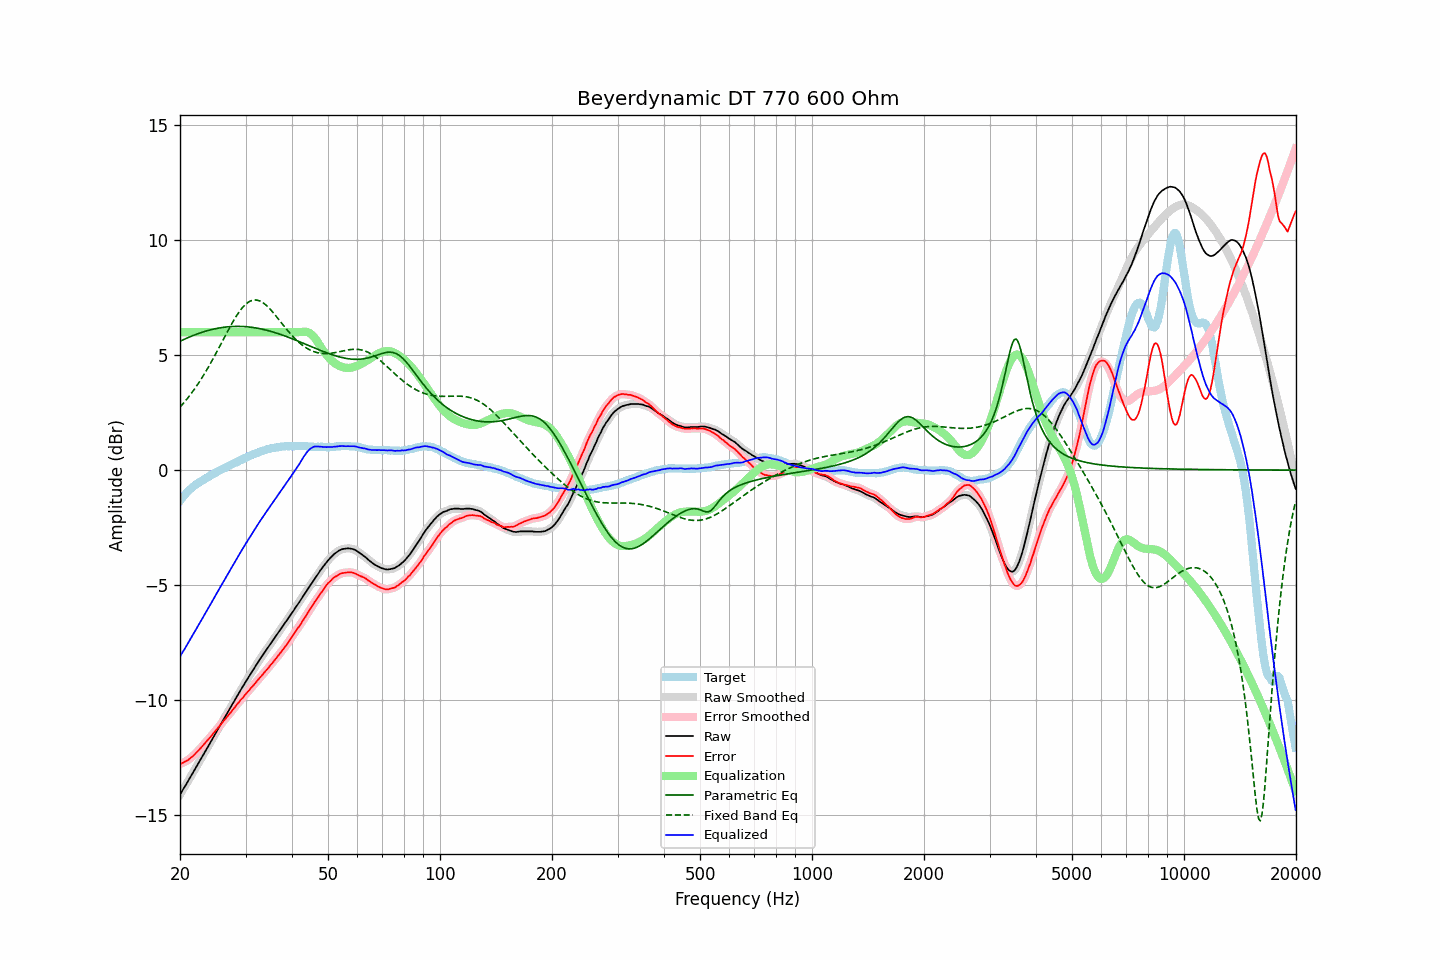 Beyerdynamic DT 770 600 Ohm
15
10
5
0
−5
−10
−15
Amplitude (dBr)
Target
Raw Smoothed
Error Smoothed
Raw
Error
Equalization
Parametric Eq
Fixed Band Eq
Equalized
20 50 100 200 500 1000 2000 5000 10000 20000
Frequency (Hz)